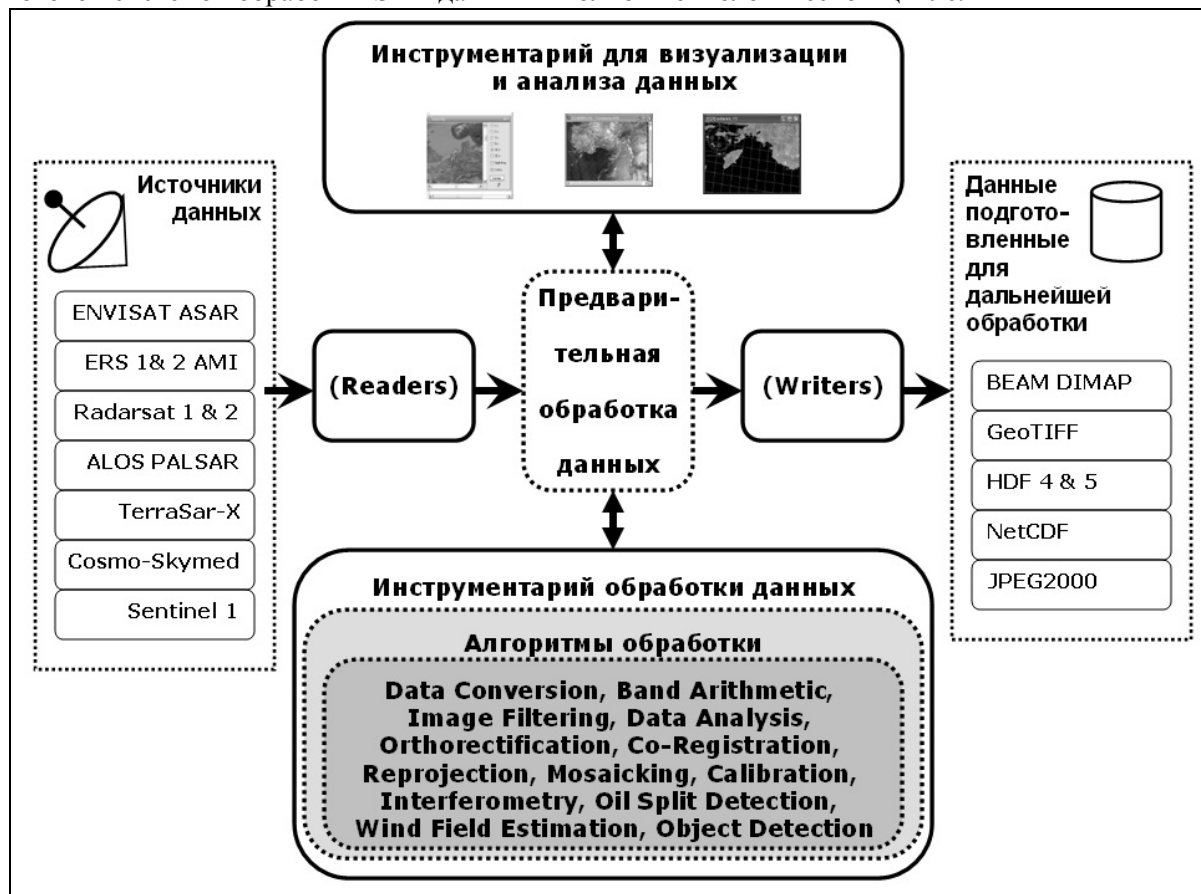 Инструментарий для визуализации
и анализа данных
Источники
данных
ENVISAT ASAR
ERS 1& 2 AMI
Radarsat 1 & 2
ALOS PALSAR
TerraSar-X
Cosmo-Skymed
Sentinel 1
(Readers)
Предвари-
тельная
обработка
данных
(Writers)
Данные
подгото-
вленные
для
дальнейшей
обработки
BEAM DIMAP
GeoTIFF
HDF 4 & 5
NetCDF
JPEG2000
Инструментарий обработки данных
Алгоритмы обработки
Data Conversion, Band Arithmetic,
Image Filtering, Data Analysis,
Orthorectification, Co-Registration,
Reprojection, Mosaicking, Calibration,
Interferometry, Oil Split Detection,
Wind Field Estimation, Object Detection